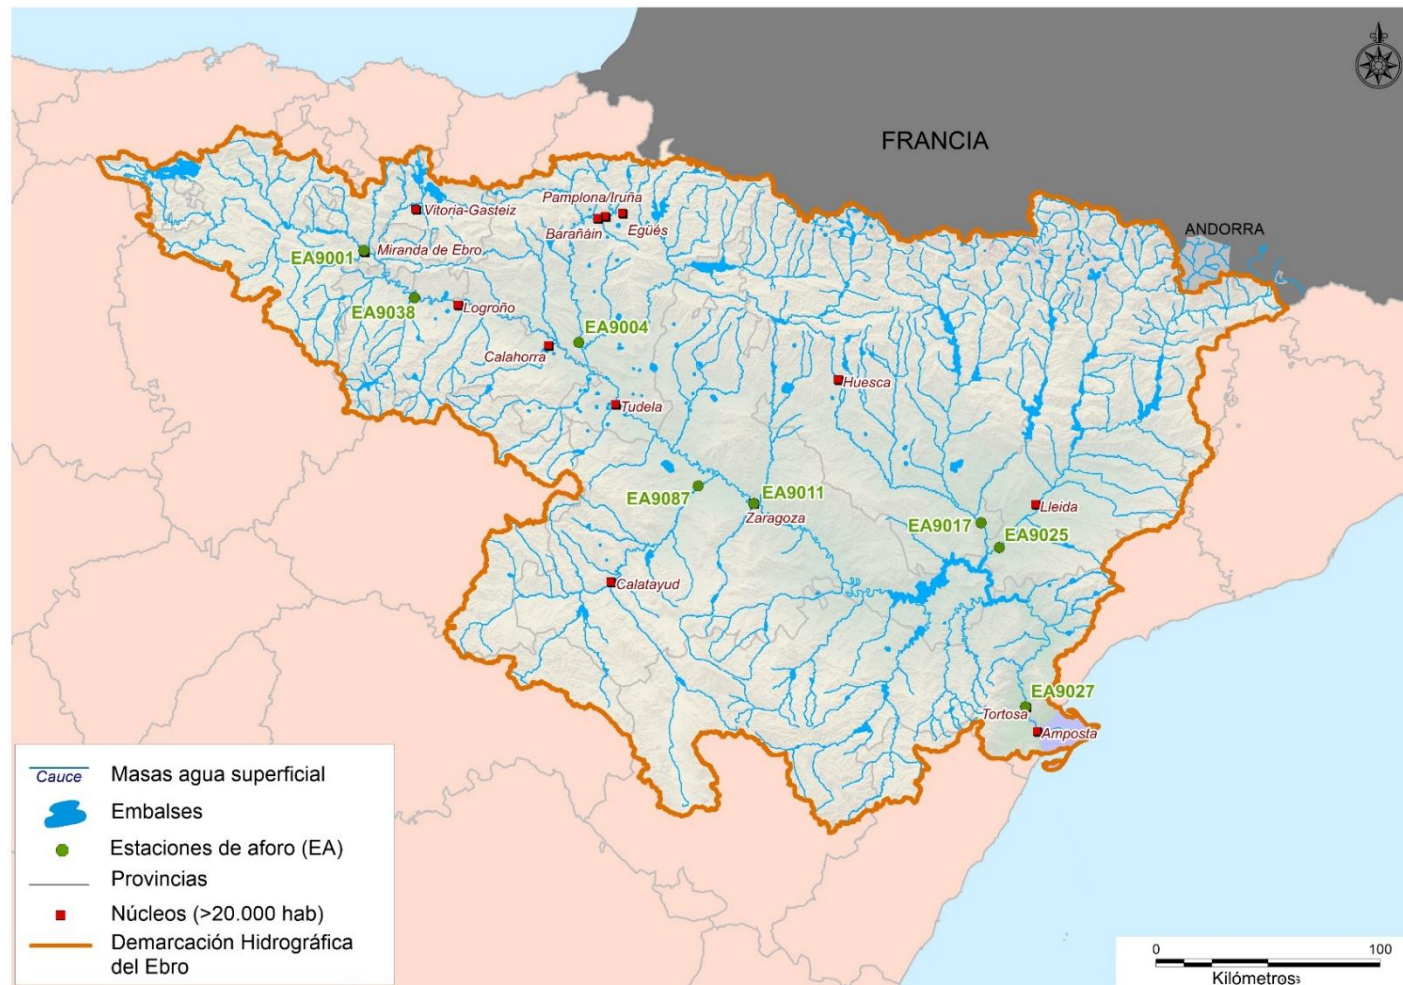 FRANCIA
ANDORRA
Pamplona/Iruña
Vitoria-Gasteiz
Barañáin
Egüés
EA9001
Miranda de Ebro
EA9038
Logroño
EA9004
Calahorra
Huesca
Tudela
EA9087
EA9011
Zaragoza
EA9017
Lleida
EA9025
Calatayud
EA9027
Tortosa
Amposta
Cauce
Masas agua superficial
Embalses
Estaciones de aforo (EA)
Provincias
Núcleos (>20.000 hab)
Demarcación Hidrográfica
del Ebro
0 100
Kilómetros